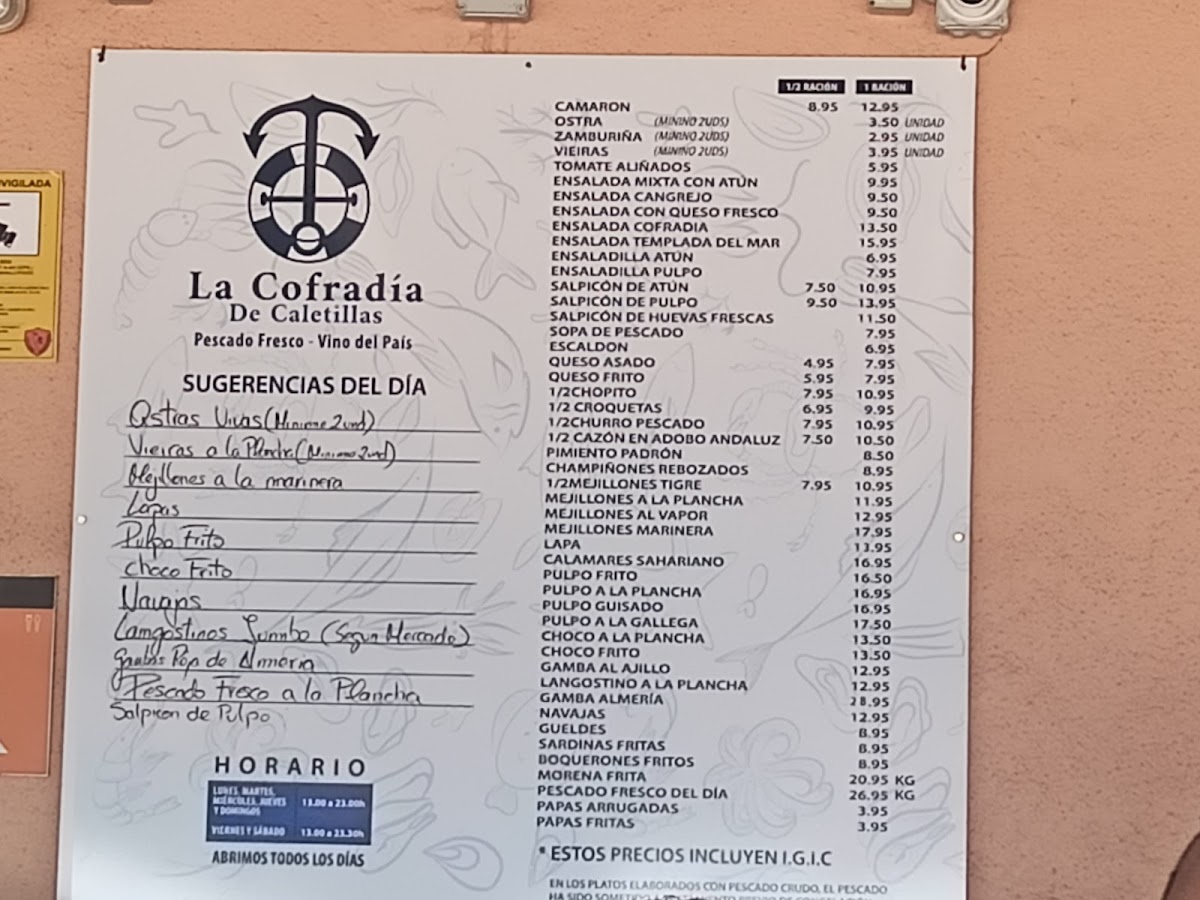 VIGILADA
La Cofradía
De Caletillas
Pescado Fresco - Vino del País
SUGERENCIAS DEL DÍA
Ostras Vivas (Minimo 2und)
Vieiras a la Plancha (Minimo 2und)
Mejillones a la marinera
Lapas
Pulpo Frito
Choco Frito
Navajas
Langostinos Jumbo (Segun Mercado)
Gambas Roja de Almeria
Pescado Fresco a la Plancha
Salpicon de Pulpo
HORARIO
LUNES, MARTES,
MIÉRCOLES, JUEVES
Y DOMINGOS 13.00 a 23.00h
VIERNES Y SÁBADO 13.00 a 23.30h
ABRIMOS TODOS LOS DÍAS
1/2 RACIÓN 1 RACIÓN
CAMARON 8.95 12.95
OSTRA (MININO 2UDS) 3.50 UNIDAD
ZAMBURIÑA (MININO 2UDS) 2.95 UNIDAD
VIEIRAS (MININO 2UDS) 3.95 UNIDAD
TOMATE ALIÑADOS 5.95
ENSALADA MIXTA CON ATÚN 9.95
ENSALADA CANGREJO 9.50
ENSALADA CON QUESO FRESCO 9.50
ENSALADA COFRADIA 13.50
ENSALADA TEMPLADA DEL MAR 15.95
ENSALADILLA ATÚN 6.95
ENSALADILLA PULPO 7.95
SALPICÓN DE ATÚN 7.50 10.95
SALPICÓN DE PULPO 9.50 13.95
SALPICÓN DE HUEVAS FRESCAS 11.50
SOPA DE PESCADO 7.95
ESCALDON 6.95
QUESO ASADO 4.95 7.95
QUESO FRITO 5.95 7.95
1/2CHOPITO 7.95 10.95
1/2 CROQUETAS 6.95 9.95
1/2CHURRO PESCADO 7.95 10.95
1/2 CAZÓN EN ADOBO ANDALUZ 7.50 10.50
PIMIENTO PADRÓN 8.50
CHAMPIÑONES REBOZADOS 8.95
1/2MEJILLONES TIGRE 7.95 10.95
MEJILLONES A LA PLANCHA 11.95
MEJILLONES AL VAPOR 12.95
MEJILLONES MARINERA 17.95
LAPA 13.95
CALAMARES SAHARIANO 16.95
PULPO FRITO 16.50
PULPO A LA PLANCHA 16.95
PULPO GUISADO 16.95
PULPO A LA GALLEGA 17.50
CHOCO A LA PLANCHA 13.50
CHOCO FRITO 13.50
GAMBA AL AJILLO 12.95
LANGOSTINO A LA PLANCHA 12.95
GAMBA ALMERÍA 28.95
NAVAJAS 12.95
GUELDES 8.95
SARDINAS FRITAS 8.95
BOQUERONES FRITOS 8.95
MORENA FRITA 20.95 KG
PESCADO FRESCO DEL DÍA 26.95 KG
PAPAS ARRUGADAS 3.95
PAPAS FRITAS 3.95
* ESTOS PRECIOS INCLUYEN I.G.I.C
EN LOS PLATOS ELABORADOS CON PESCADO CRUDO, EL PESCADO
HA SIDO